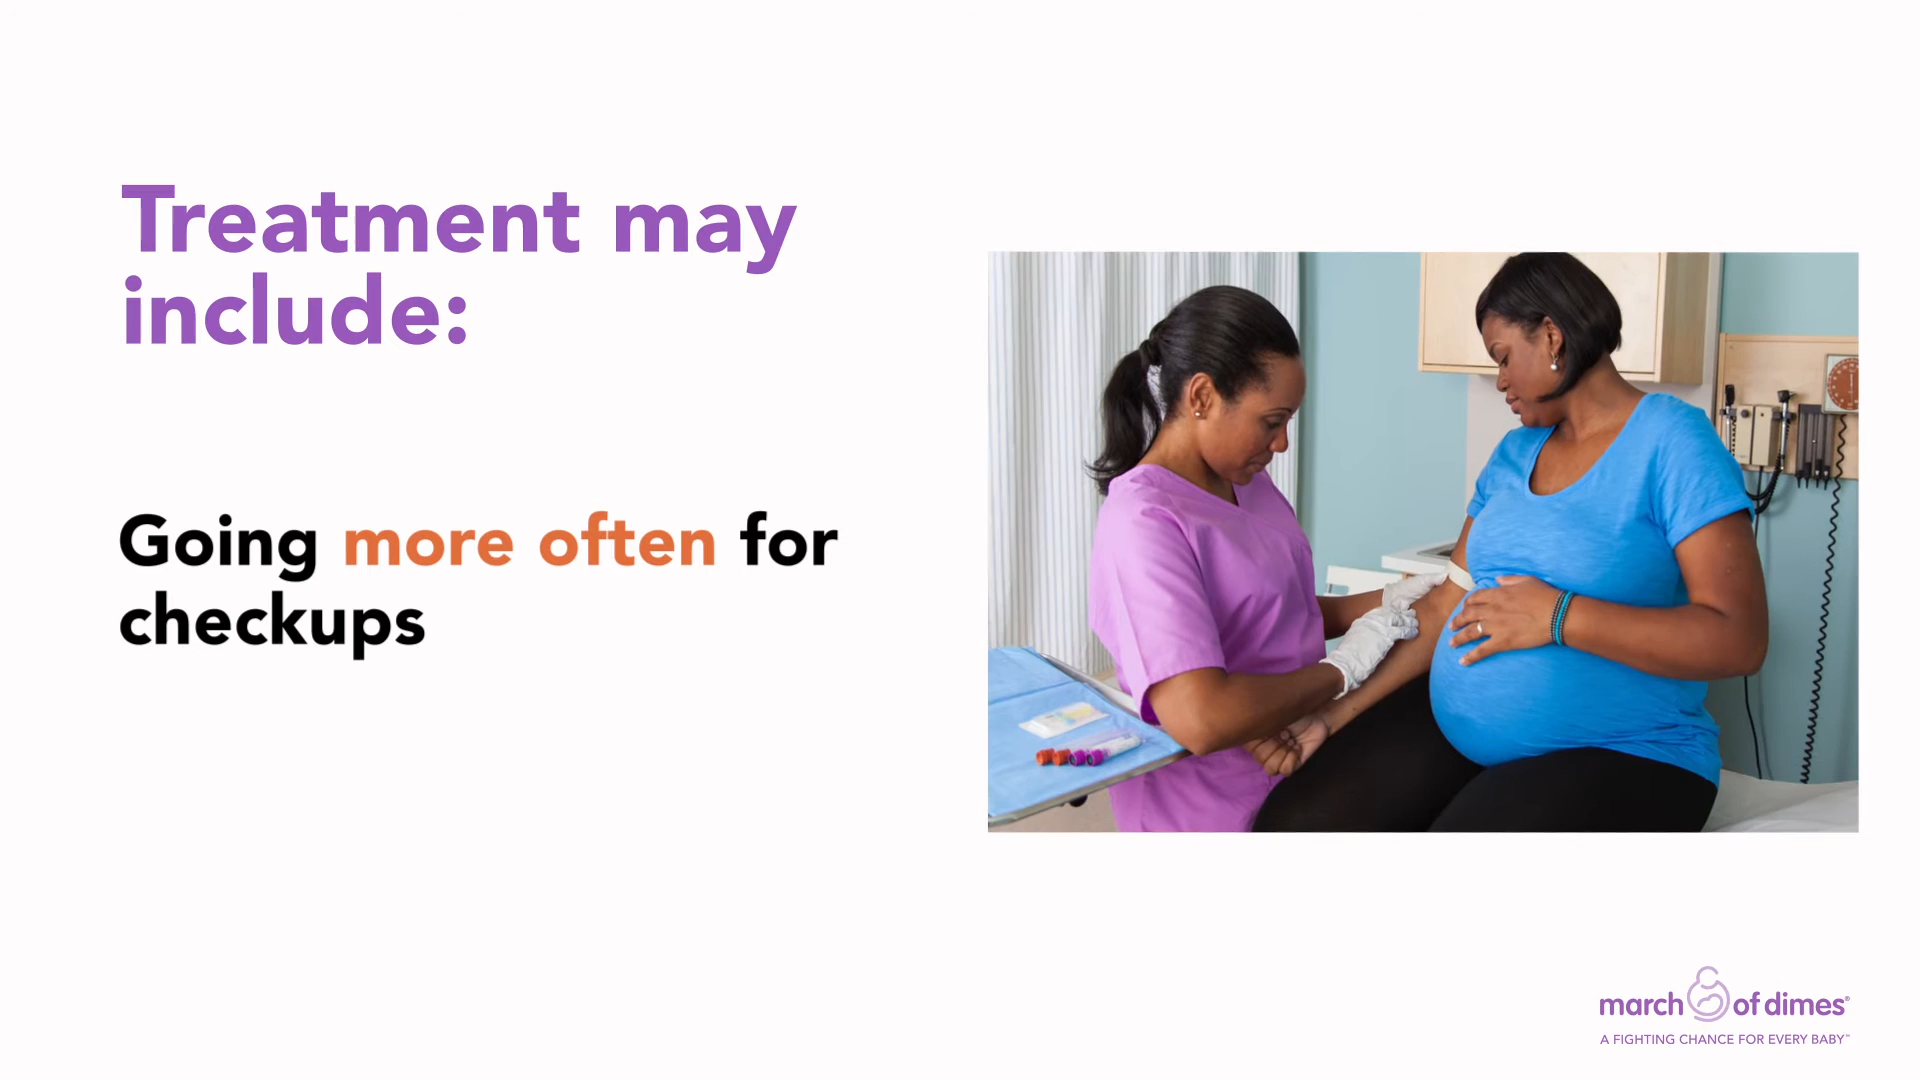 Treatment may
include:
Going more often for
checkups
march of dimes®
A FIGHTING CHANCE FOR EVERY BABY™